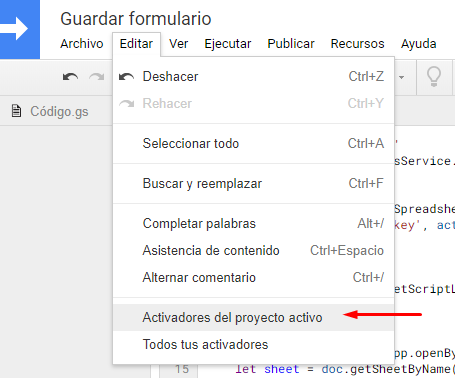 Guardar formulario
Archivo Editar Ver Ejecutar Publicar Recursos Ayuda
Deshacer Ctrl+Z
Rehacer Ctrl+Y
Código.gs
Seleccionar todo Ctrl+A
Buscar y reemplazar Ctrl+F
Completar palabras Alt+/
Asistencia de contenido Ctrl+Espacio
Alternar comentario Ctrl+/
Activadores del proyecto activo
Todos tus activadores
'
sService.
Spreadshe
key', act
etScriptL
pp.openBy
15 let sheet = doc.getSheetByName(